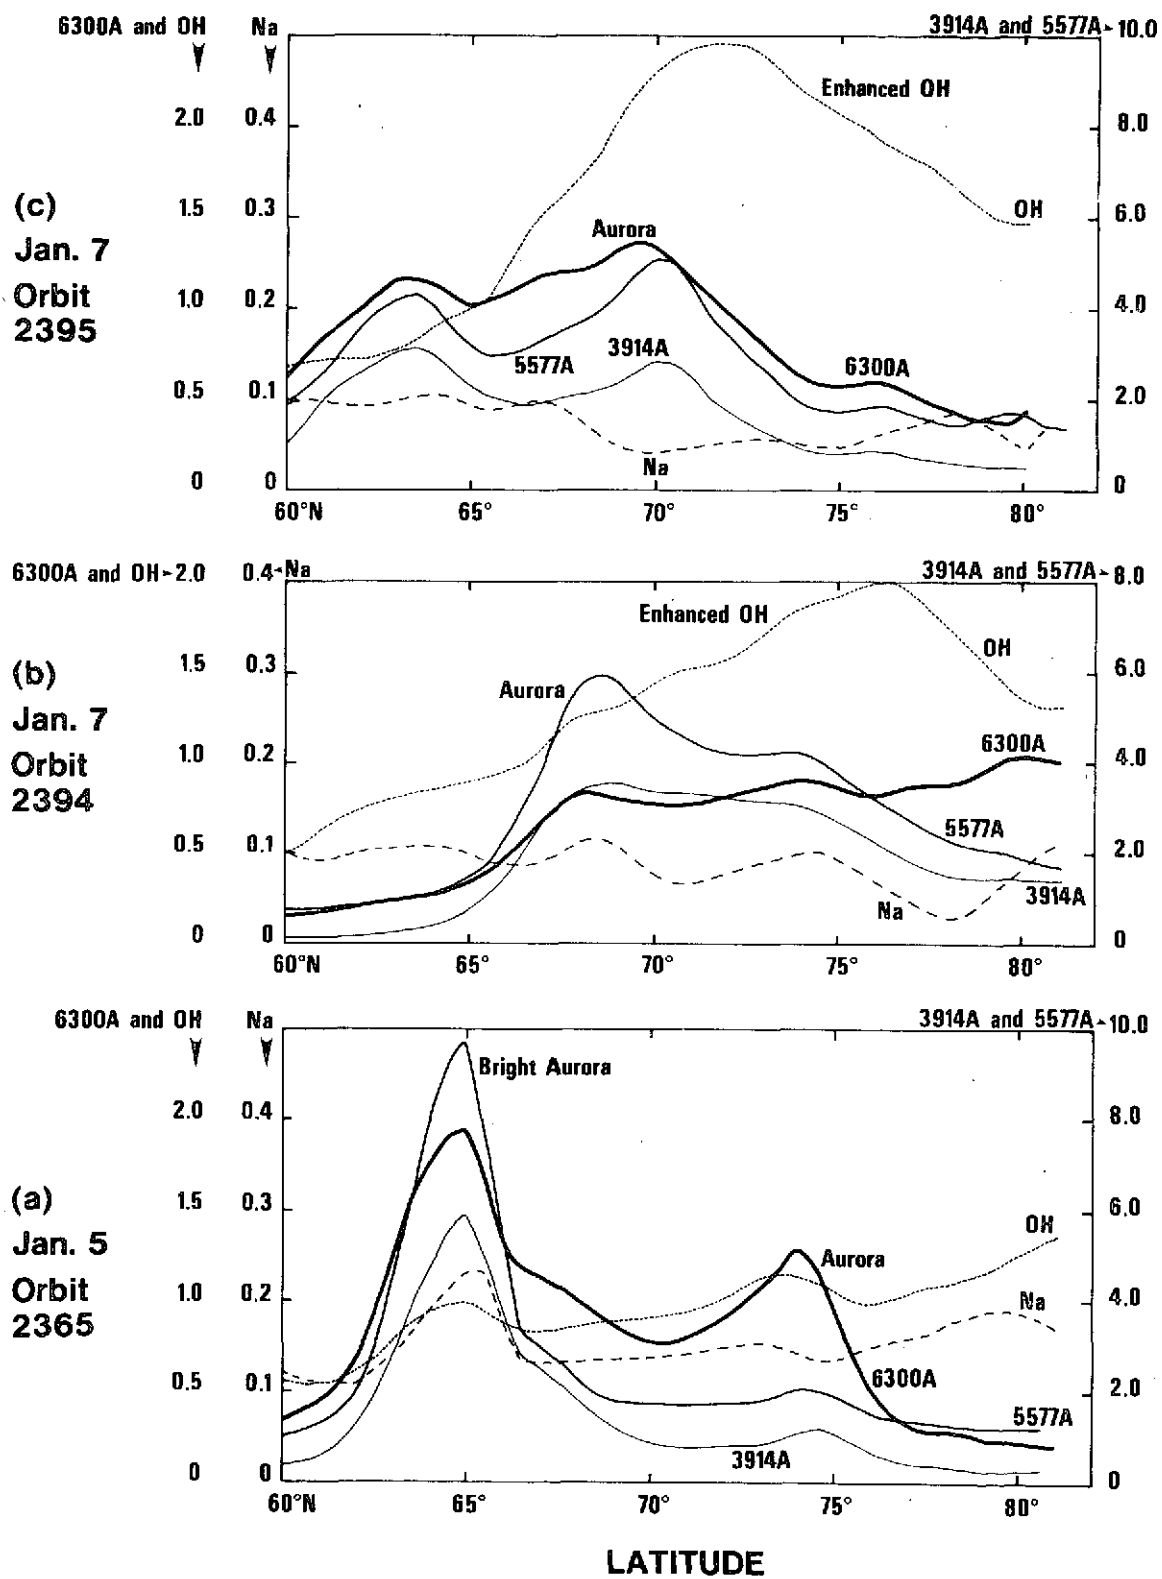 6300A and OH Na 3914A and 5577A 10.0
Enhanced OH
2.0 0.4 8.0
(c)
Jan. 7
Orbit
2395
1.5 0.3 OH 6.0
Aurora
1.0 0.2 4.0
5577A 3914A 6300A
0.5 0.1 2.0
Na
0 0 0
60°N 65° 70° 75° 80°
6300A and OH 2.0 0.4 Na 3914A and 5577A 8.0
Enhanced OH
OH
(b)
Jan. 7
Orbit
2394
1.5 0.3 6.0
Aurora
6300A
1.0 0.2 4.0
5577A
0.5 0.1 2.0
3914A
Na
0 0 0
60°N 65° 70° 75° 80°
6300A and OH Na 3914A and 5577A 10.0
Bright Aurora
2.0 0.4 8.0
(a)
Jan. 5
Orbit
2365
1.5 0.3 6.0
OH
Aurora
1.0 0.2 Na 4.0
6300A
0.5 0.1 2.0
5577A
3914A
0 0 0
60°N 65° 70° 75° 80°
LATITUDE